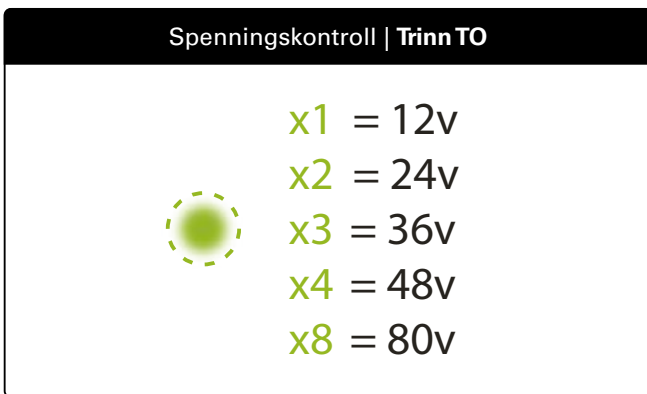 Spenningskontroll | Trinn TO
x1 = 12v
x2 = 24v
x3 = 36v
x4 = 48v
x8 = 80v